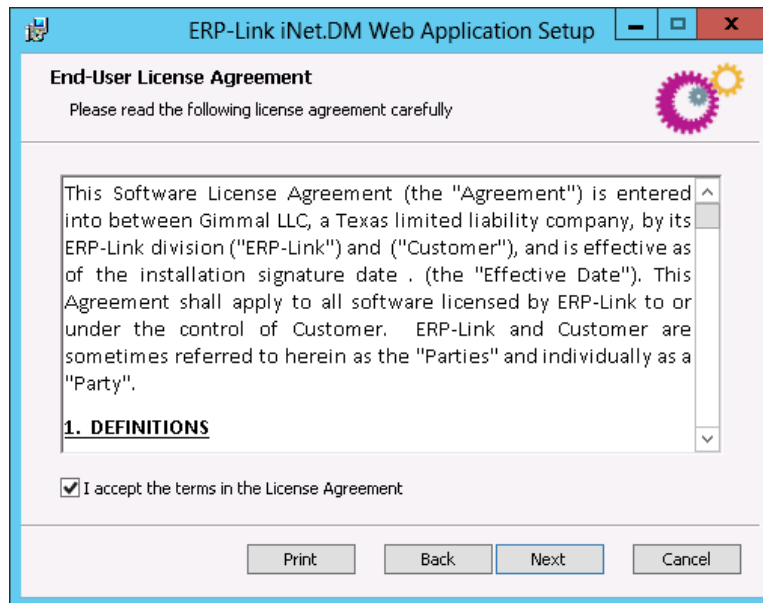 ERP-Link iNet.DM Web Application Setup
End-User License Agreement
Please read the following license agreement carefully
This Software License Agreement (the "Agreement") is entered
into between Gimmal LLC, a Texas limited liability company, by its
ERP-Link division ("ERP-Link") and ("Customer"), and is effective as
of the installation signature date . (the "Effective Date"). This
Agreement shall apply to all software licensed by ERP-Link to or
under the control of Customer. ERP-Link and Customer are
sometimes referred to herein as the "Parties" and individually as a
"Party".
1. DEFINITIONS
I accept the terms in the License Agreement
Print Back Next Cancel